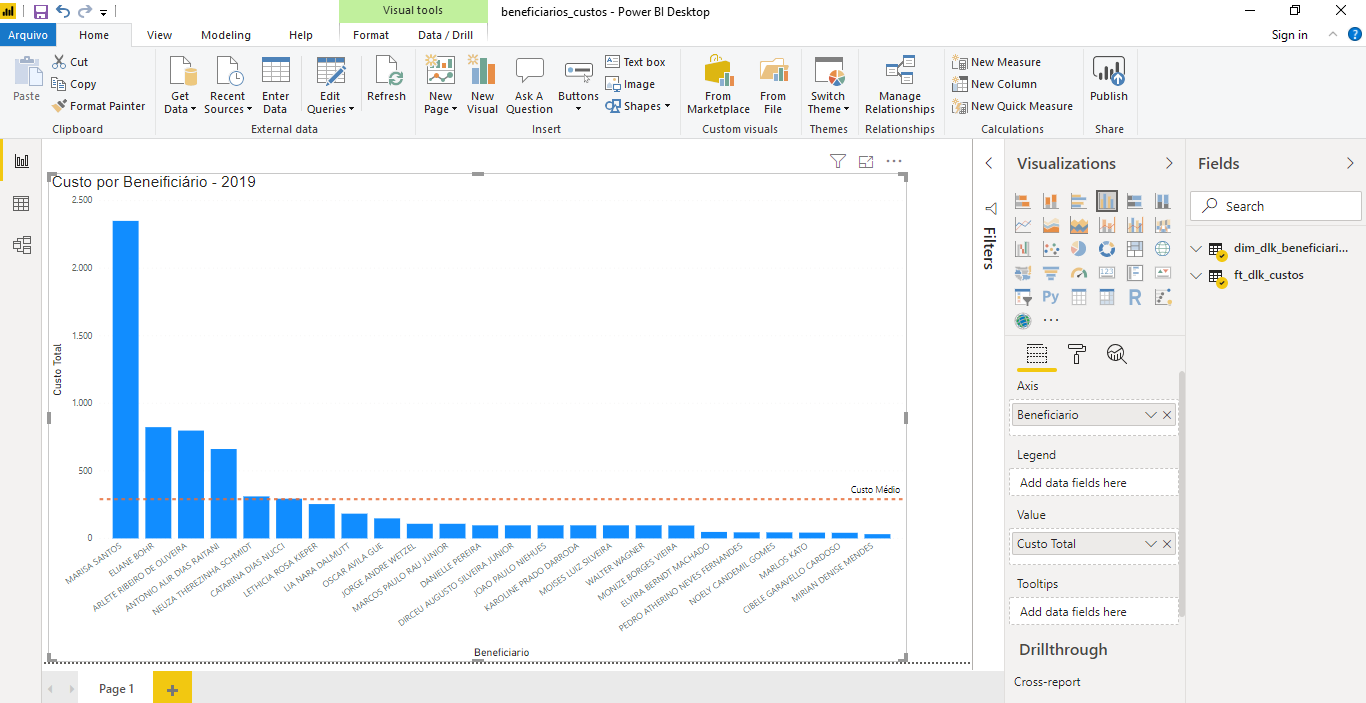 Visual tools
beneficiarios_custos - Power BI Desktop
Arquivo
Home
View
Modeling
Help
Format
Data / Drill
Sign in
?
Paste
Cut
Copy
Format Painter
Clipboard
Get
Data
Recent
Sources
Enter
Data
Edit
Queries
Refresh
External data
New
Page
New
Visual
Ask A
Question
Buttons
Text box
Image
Shapes
Insert
From
Marketplace
From
File
Custom visuals
Switch
Theme
Themes
Manage
Relationships
Relationships
New Measure
New Column
New Quick Measure
Calculations
Publish
Share
Custo por Beneificiário - 2019
2.500
2.000
1.500
1.000
500
0
Custo Total
Custo Médio
MARISA SANTOS
ELIANE BOHR
ARLETE RIBEIRO DE OLIVEIRA
ANTONIO ALIR DIAS RAITANI
NEUZA THEREZINHA SCHMIDT
CATARINA DIAS NUCCI
LETHICIA ROSA KIEPER
LIA NARA DALMUTT
OSCAR AVILA GUE
JORGE ANDRE WETZEL
MARCOS PAULO RAU JUNIOR
DANIELLE PEREIRA
DIRCEU AUGUSTO SILVEIRA JUNIOR
JOAO PAULO NIEHUES
KAROLINE PRADO DARRODA
MOISES LUIZ SILVEIRA
WALTER WAGNER
MONIZE BORGES VIEIRA
ELVIRA BERNDT MACHADO
PEDRO ATHERINO NEVES FERNANDES
NOELY CANDEMIL GOMES
MARLOS KATO
CIBELE GARAVELLO CARDOSO
MIRIAN DENISE MENDES
Beneficiario
Page 1
Filters
Visualizations
123
Py
R
Axis
Beneficiario
Legend
Add data fields here
Value
Custo Total
Tooltips
Add data fields here
Drillthrough
Cross-report
Fields
Search
dim_dlk_beneficiari...
ft_dlk_custos